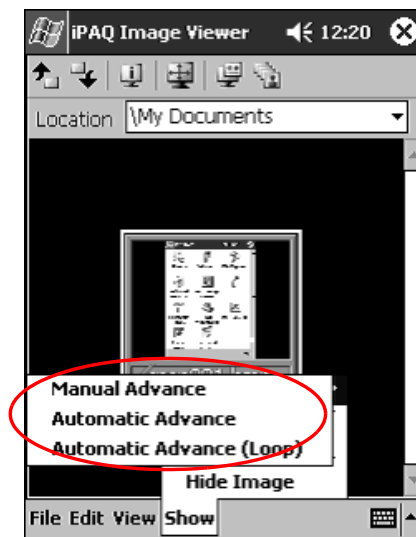 iPAQ Image Viewer 12:20
Location \My Documents
Manual Advance
Automatic Advance
Automatic Advance (Loop)
Hide Image
File Edit View Show